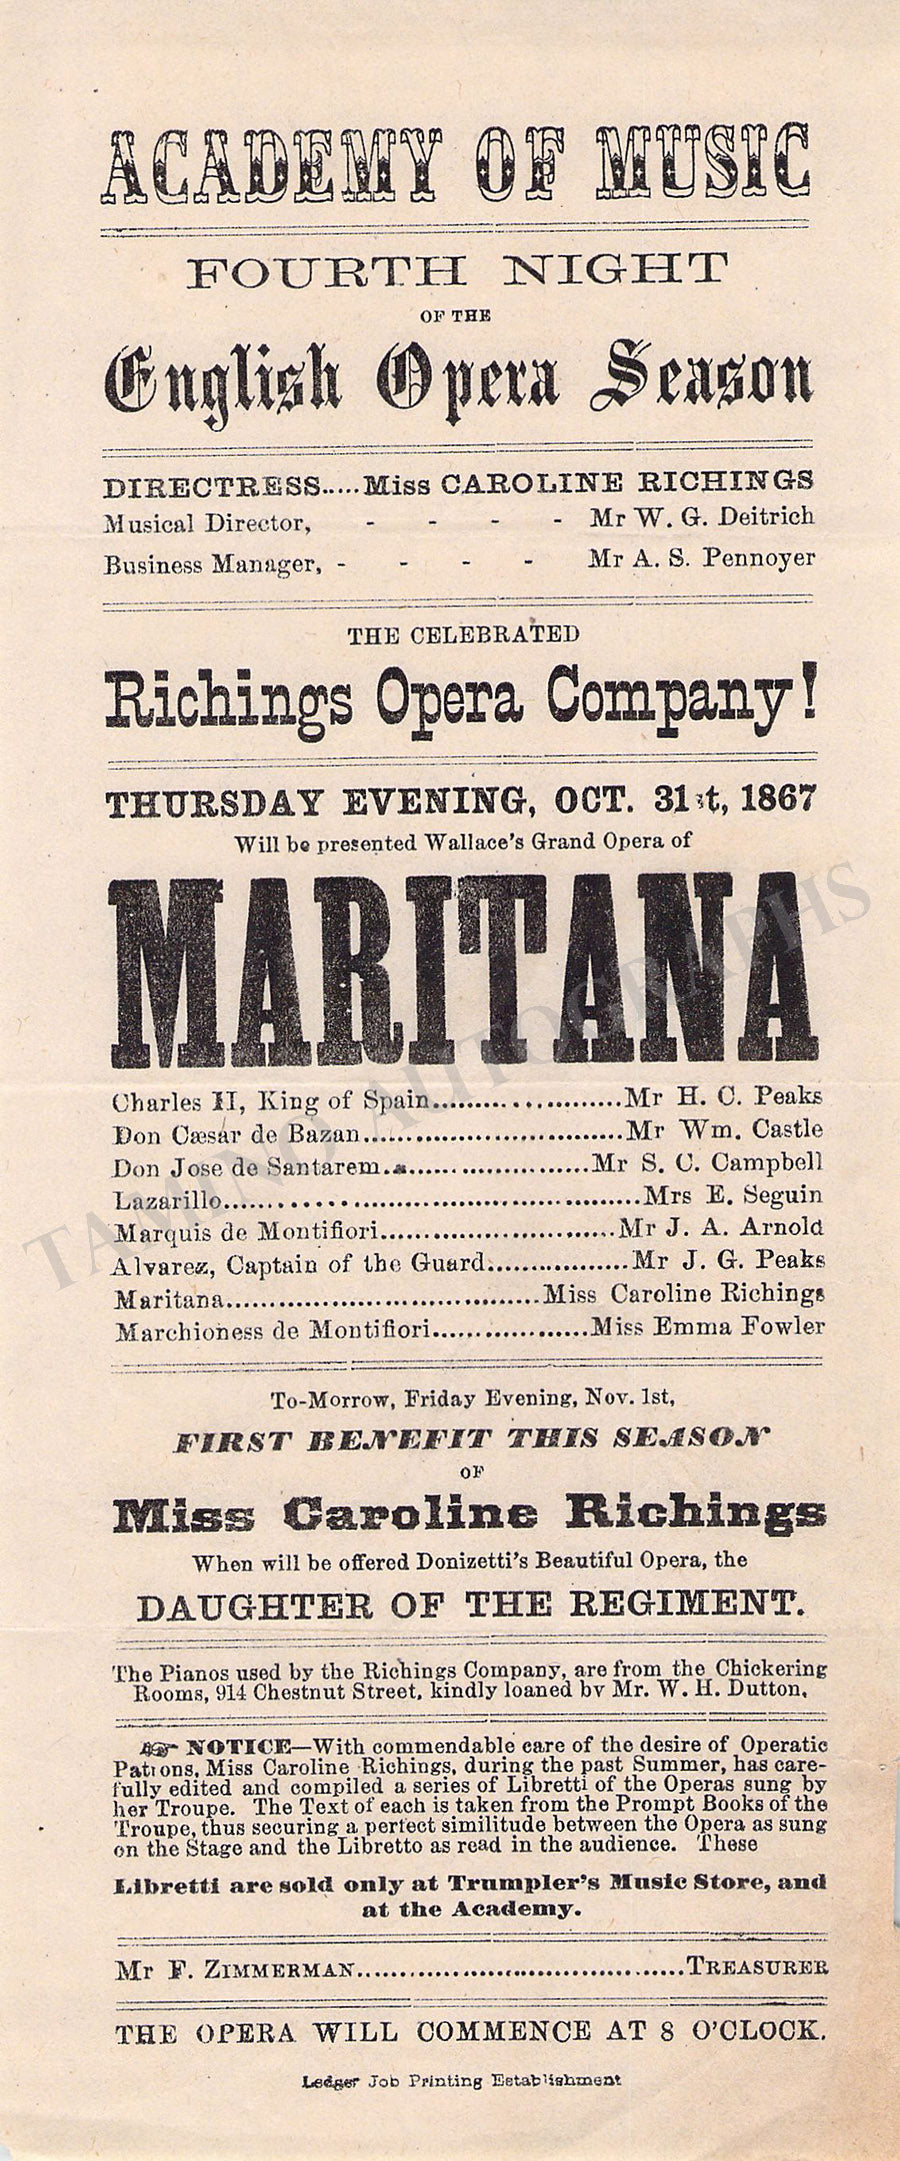 ACADEMY OF MUSIC
FOURTH NIGHT
OF THE
English Opera Season
DIRECTRESS.....Miss CAROLINE RICHINGS
Musical Director, - - - - Mr W. G. Deitrich
Business Manager, - - - - Mr A. S. Pennoyer
THE CELEBRATED
Richings Opera Company!
THURSDAY EVENING, OCT. 31st, 1867
Will be presented Wallace's Grand Opera of
MARITANA
Charles II, King of Spain........................Mr H. C. Peaks
Don Cæsar de Bazan..............................Mr Wm. Castle
Don Jose de Santarem........................Mr S. C. Campbell
Lazarillo................................................Mrs E. Seguin
Marquis de Montifiori...........................Mr J. A. Arnold
Alvarez, Captain of the Guard.................Mr J. G. Peaks
Maritana....................................Miss Caroline Richings
Marchioness de Montifiori..................Miss Emma Fowler
To-Morrow, Friday Evening, Nov. 1st,
FIRST BENEFIT THIS SEASON
OF
Miss Caroline Richings
When will be offered Donizetti's Beautiful Opera, the
DAUGHTER OF THE REGIMENT.
The Pianos used by the Richings Company, are from the Chickering
Rooms, 914 Chestnut Street, kindly loaned by Mr. W. H. Dutton.
☞ NOTICE—With commendable care of the desire of Operatic
Patrons, Miss Caroline Richings, during the past Summer, has care-
fully edited and compiled a series of Libretti of the Operas sung by
her Troupe. The Text of each is taken from the Prompt Books of the
Troupe, thus securing a perfect similitude between the Opera as sung
on the Stage and the Libretto as read in the audience. These
Libretti are sold only at Trumpler's Music Store, and
at the Academy.
Mr F. ZIMMERMAN......................................TREASURER
THE OPERA WILL COMMENCE AT 8 O'CLOCK.
Ledger Job Printing Establishment
TAMINO AUTOGRAPHS